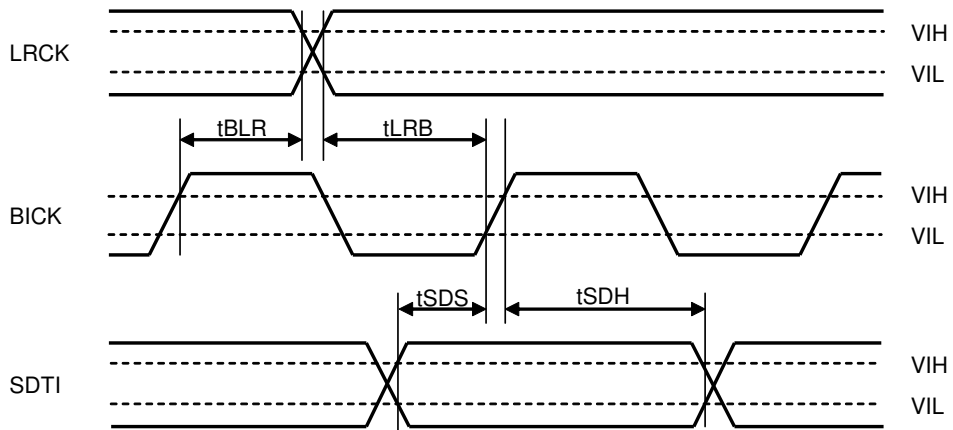 LRCK
VIH
VIL
tBLR
tLRB
BICK
VIH
VIL
tSDS
tSDH
SDTI
VIH
VIL